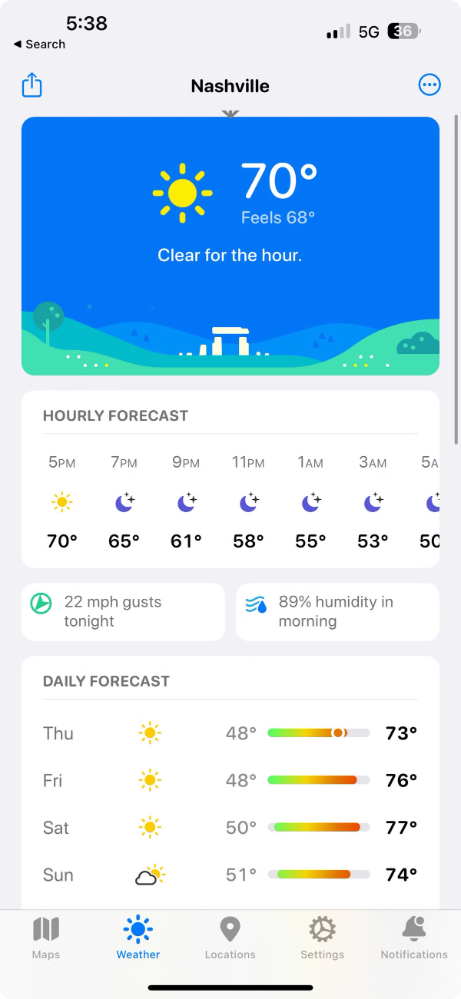 5:38
5G 36
◀ Search
Nashville
70°
Feels 68°
Clear for the hour.
HOURLY FORECAST
5PM 7PM 9PM 11PM 1AM 3AM 5A
70° 65° 61° 58° 55° 53° 50
22 mph gusts
tonight
89% humidity in
morning
DAILY FORECAST
Thu 48° 73°
Fri 48° 76°
Sat 50° 77°
Sun 51° 74°
Maps Weather Locations Settings Notifications